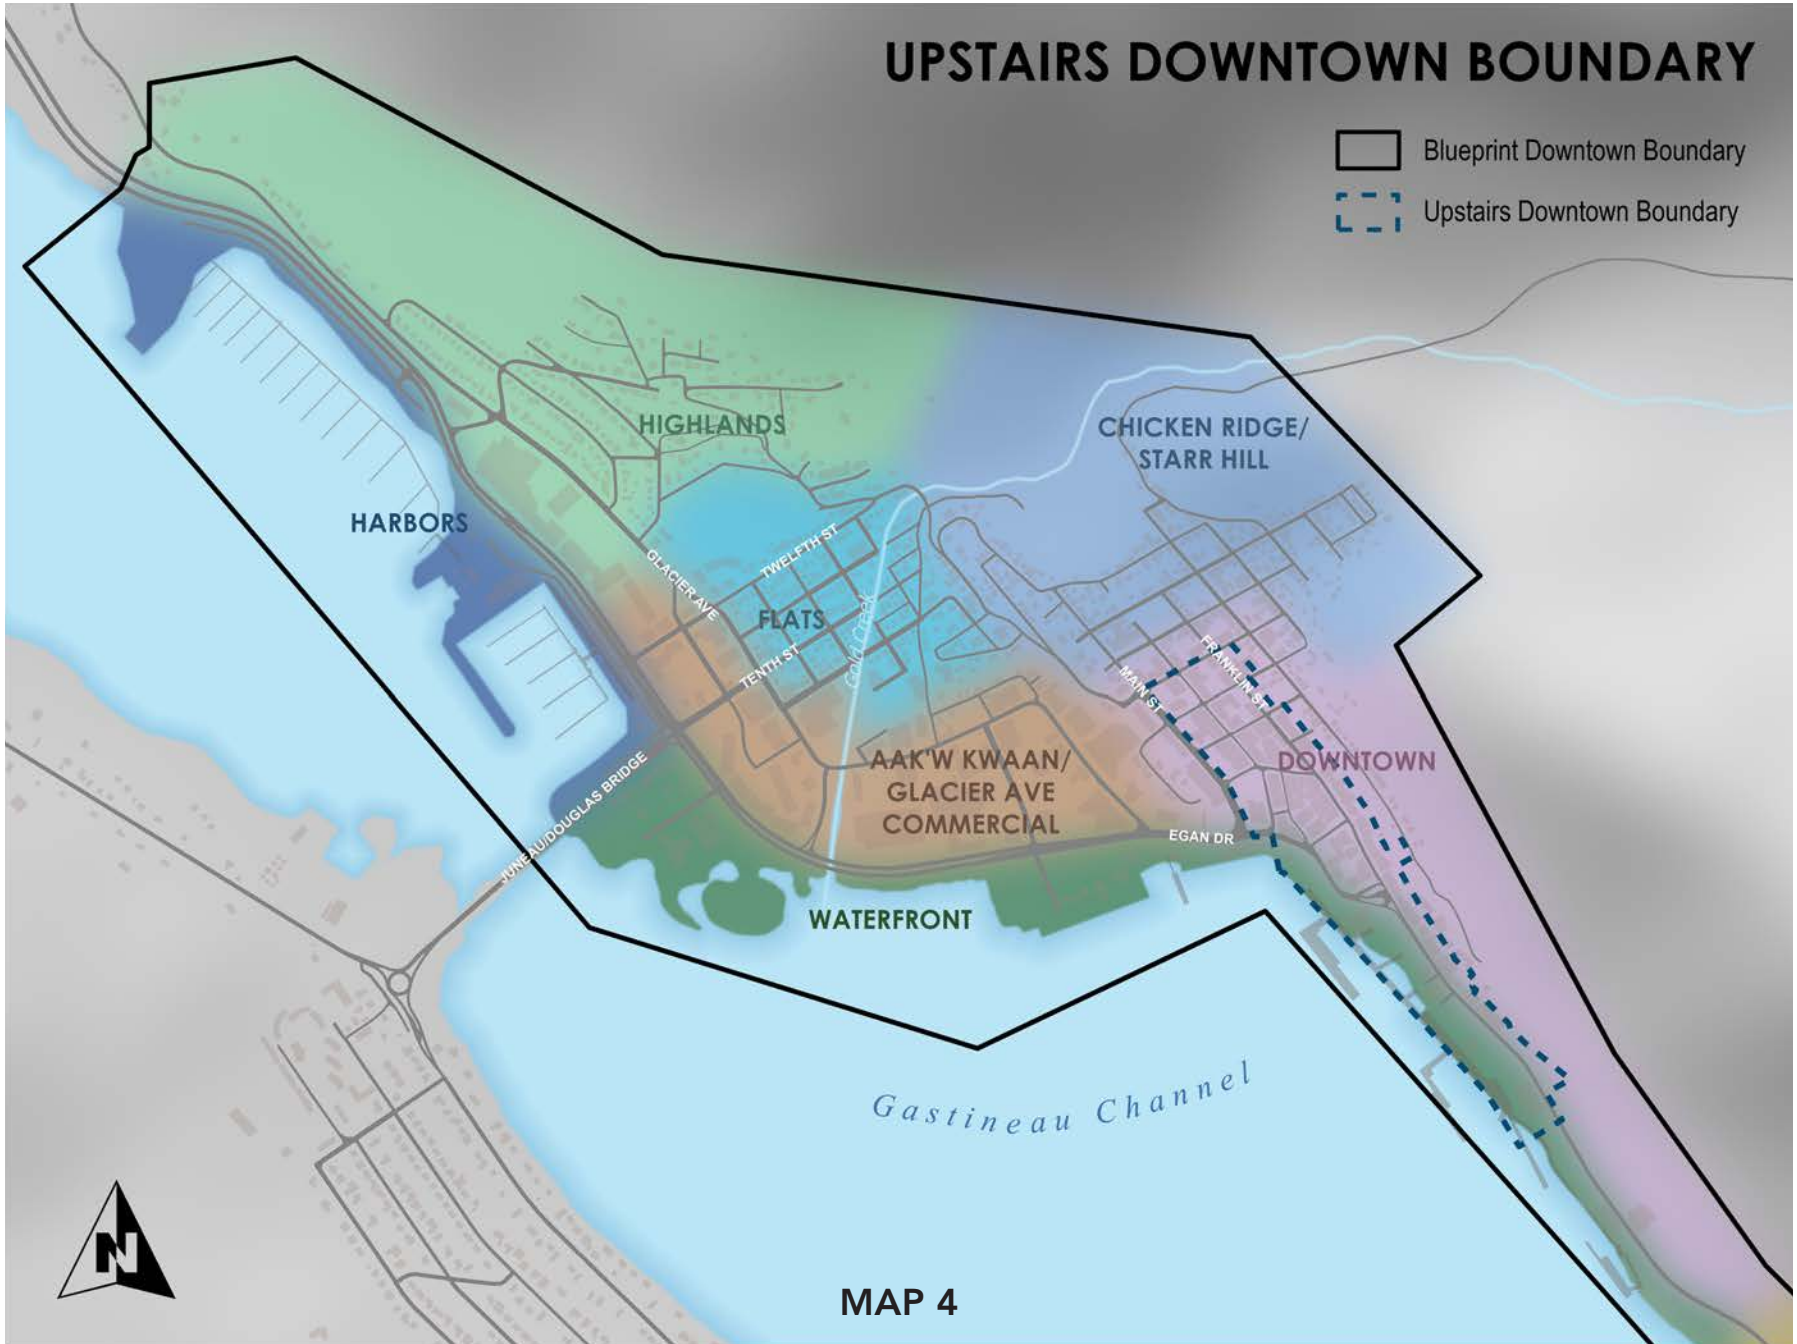 UPSTAIRS DOWNTOWN BOUNDARY
Blueprint Downtown Boundary
Upstairs Downtown Boundary
HIGHLANDS
CHICKEN RIDGE/
STARR HILL
HARBORS
TWELFTH ST
GLACIER AVE
FLATS
Gold Creek
TENTH ST
FRANKLIN ST
MAIN ST
DOWNTOWN
AAK'W KWAAN/
GLACIER AVE
COMMERCIAL
JUNEAU/DOUGLAS BRIDGE
EGAN DR
WATERFRONT
Gastineau Channel
N
MAP 4